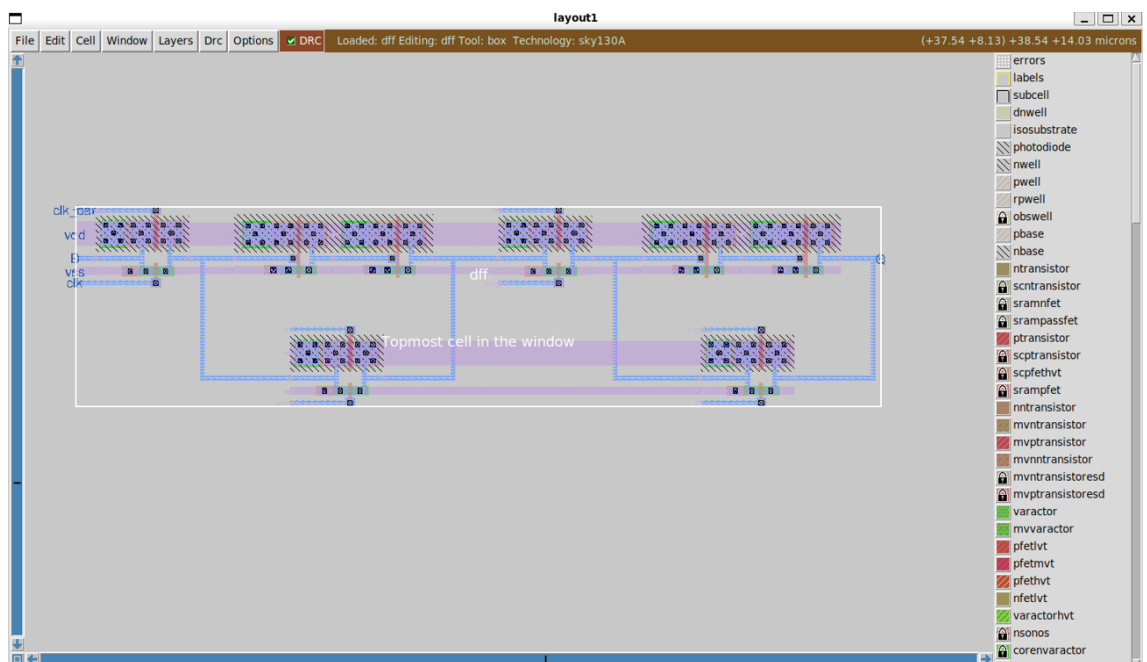 layout1
File Edit Cell Window Layers Drc Options DRC Loaded: dff Editing: dff Tool: box Technology: sky130A (+37.54 +8.13) +38.54 +14.03 microns
errors
labels
subcell
dnwell
isosubstrate
photodiode
nwell
pwell
rpwell
obswell
pbase
nbase
ntransistor
scntransistor
sramnfet
srampassfet
ptransistor
scptransistor
scpfethvt
srampfet
nntransistor
mvntransistor
mvptransistor
mvnntransistor
mvntransistoresd
mvptransistoresd
varactor
mvvaractor
pfetlvt
pfetmvt
pfethvt
nfetlvt
varactorhvt
nsonos
corenvaractor
clk_bar
vdd
D
vss
clk
Q
dff
Topmost cell in the window